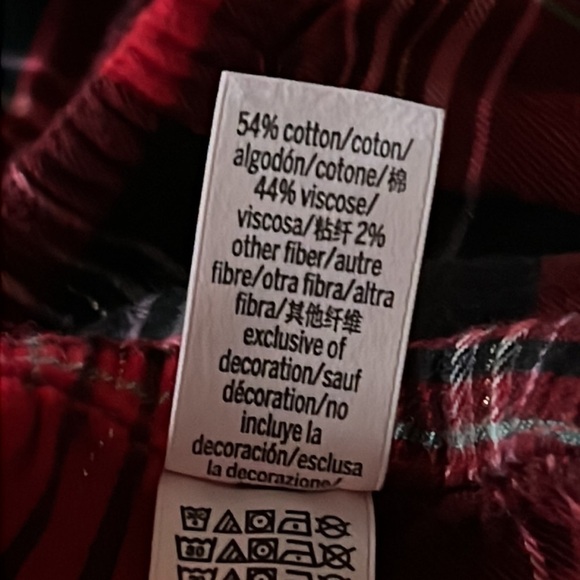 54% cotton/coton/
algodón/cotone/棉
44% viscose/
viscosa/粘纤 2%
other fiber/autre
fibre/otra fibra/altra
fibra/其他纤维
exclusive of
decoration/sauf
décoration/no
incluye la
decoración/esclusa
la decorazione/